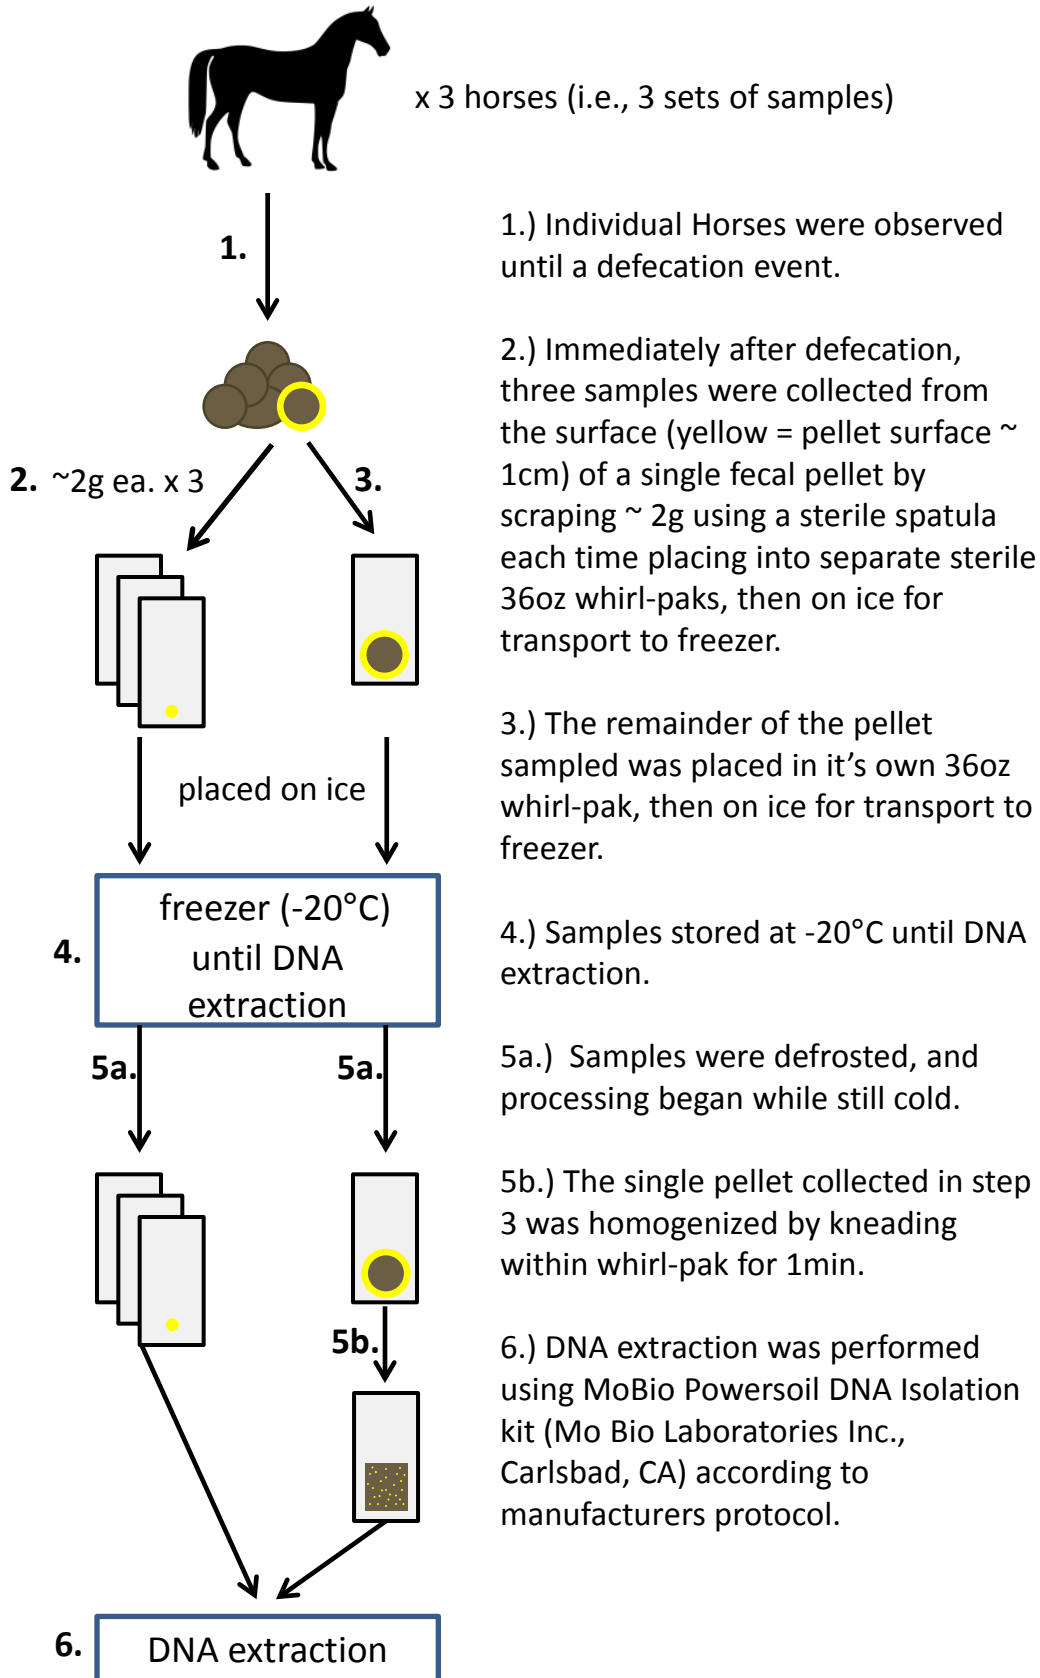 x 3 horses (i.e., 3 sets of samples)
1.
1.) Individual Horses were observed
until a defecation event.
2. ~2g ea. x 3
3.
2.) Immediately after defecation,
three samples were collected from
the surface (yellow = pellet surface ~
1cm) of a single fecal pellet by
scraping ~ 2g using a sterile spatula
each time placing into separate sterile
36oz whirl-paks, then on ice for
transport to freezer.
placed on ice
3.) The remainder of the pellet
sampled was placed in it’s own 36oz
whirl-pak, then on ice for transport to
freezer.
4.
freezer (-20°C)
until DNA
extraction
4.) Samples stored at -20°C until DNA
extraction.
5a.
5a.
5a.) Samples were defrosted, and
processing began while still cold.
5b.
5b.) The single pellet collected in step
3 was homogenized by kneading
within whirl-pak for 1min.
6.) DNA extraction was performed
using MoBio Powersoil DNA Isolation
kit (Mo Bio Laboratories Inc.,
Carlsbad, CA) according to
manufacturers protocol.
6.
DNA extraction